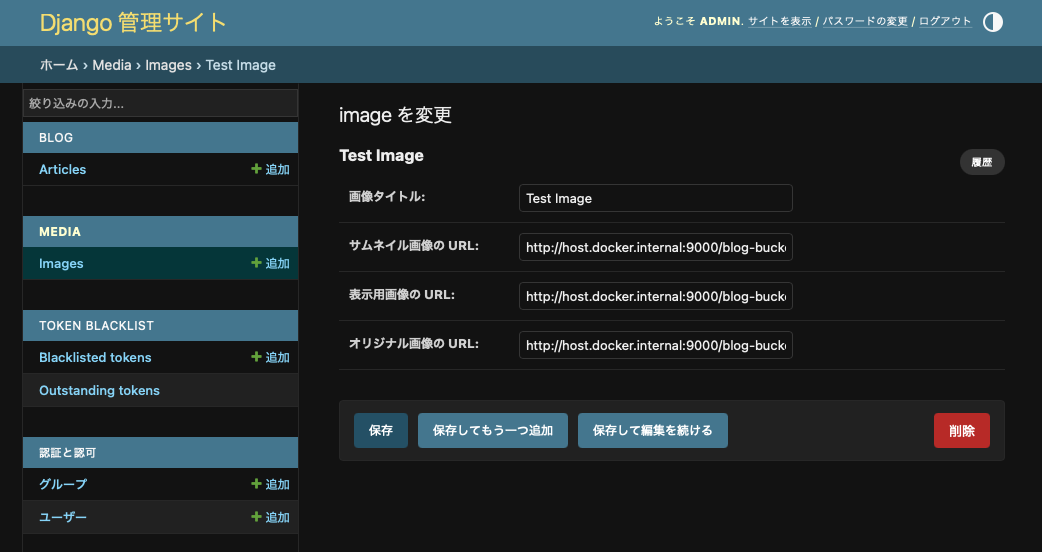 Django 管理サイト
ようこそ ADMIN. サイトを表示 / パスワードの変更 / ログアウト
ホーム › Media › Images › Test Image
絞り込みの入力...
BLOG
Articles 追加
MEDIA
Images 追加
TOKEN BLACKLIST
Blacklisted tokens 追加
Outstanding tokens
認証と認可
グループ 追加
ユーザー 追加
image を変更
Test Image
履歴
画像タイトル: Test Image
サムネイル画像の URL: http://host.docker.internal:9000/blog-bucke
表示用画像の URL: http://host.docker.internal:9000/blog-bucke
オリジナル画像の URL: http://host.docker.internal:9000/blog-bucke
保存 保存してもう一つ追加 保存して編集を続ける 削除